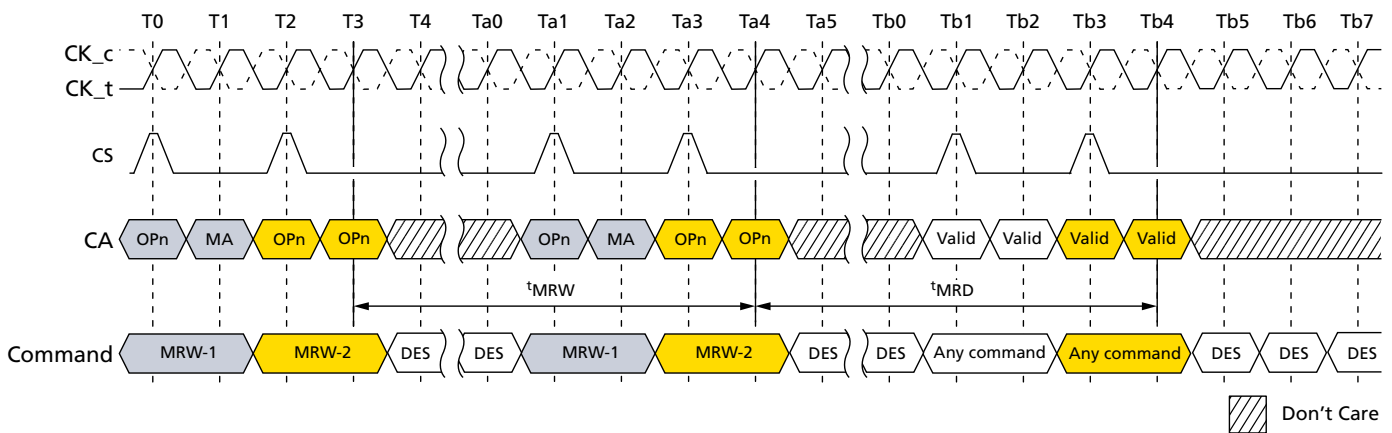 T0 T1 T2 T3 T4 Ta0 Ta1 Ta2 Ta3 Ta4 Ta5 Tb0 Tb1 Tb2 Tb3 Tb4 Tb5 Tb6 Tb7
CK_c
CK_t
CS
CA OPn MA OPn OPn OPn MA OPn OPn Valid Valid Valid Valid
tMRW tMRD
Command MRW-1 MRW-2 DES DES MRW-1 MRW-2 DES DES Any command Any command DES DES DES
Don't Care